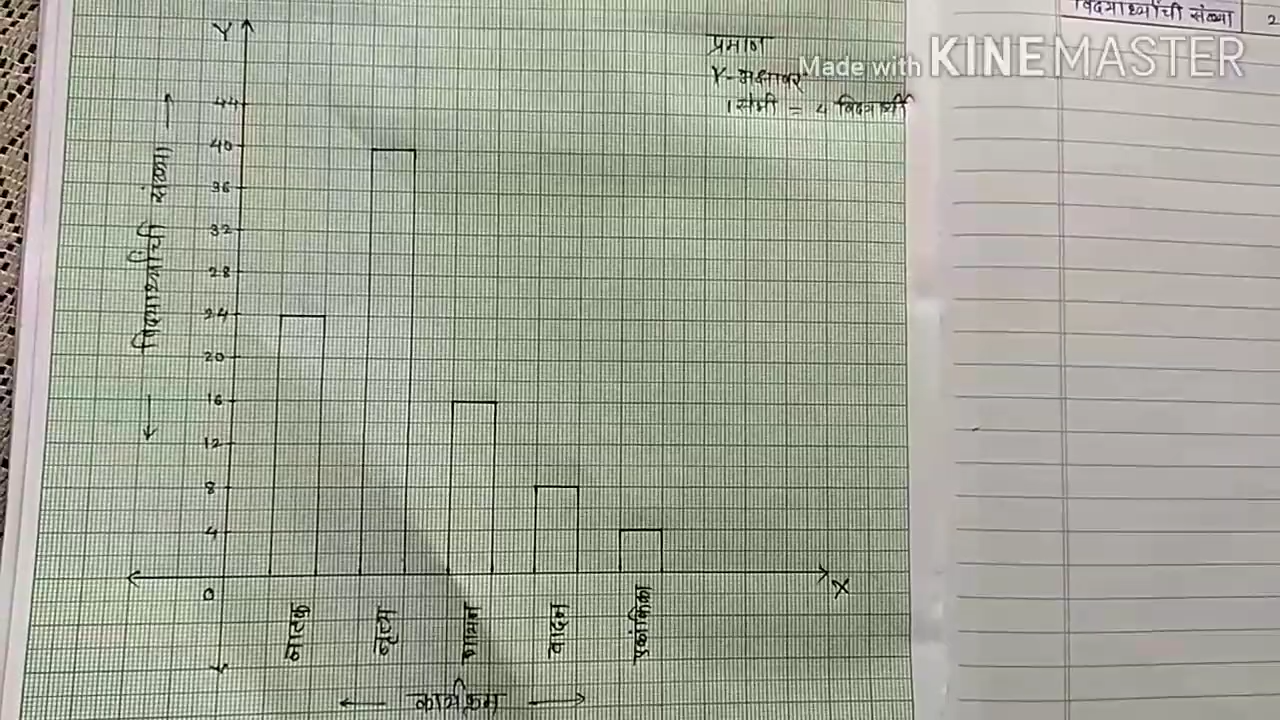 विद्यार्थ्यांची संख्या 2
Made with KINEMASTER
प्रमाण
Y-अक्षावर
1 सेमी = 4 विद्यार्थी
Y
44
40
36
32
28
24
20
16
12
8
4
0
X
विद्यार्थ्यांची संख्या
नाटक
नृत्य
गायन
वादन
एकांकिका
कार्यक्रम